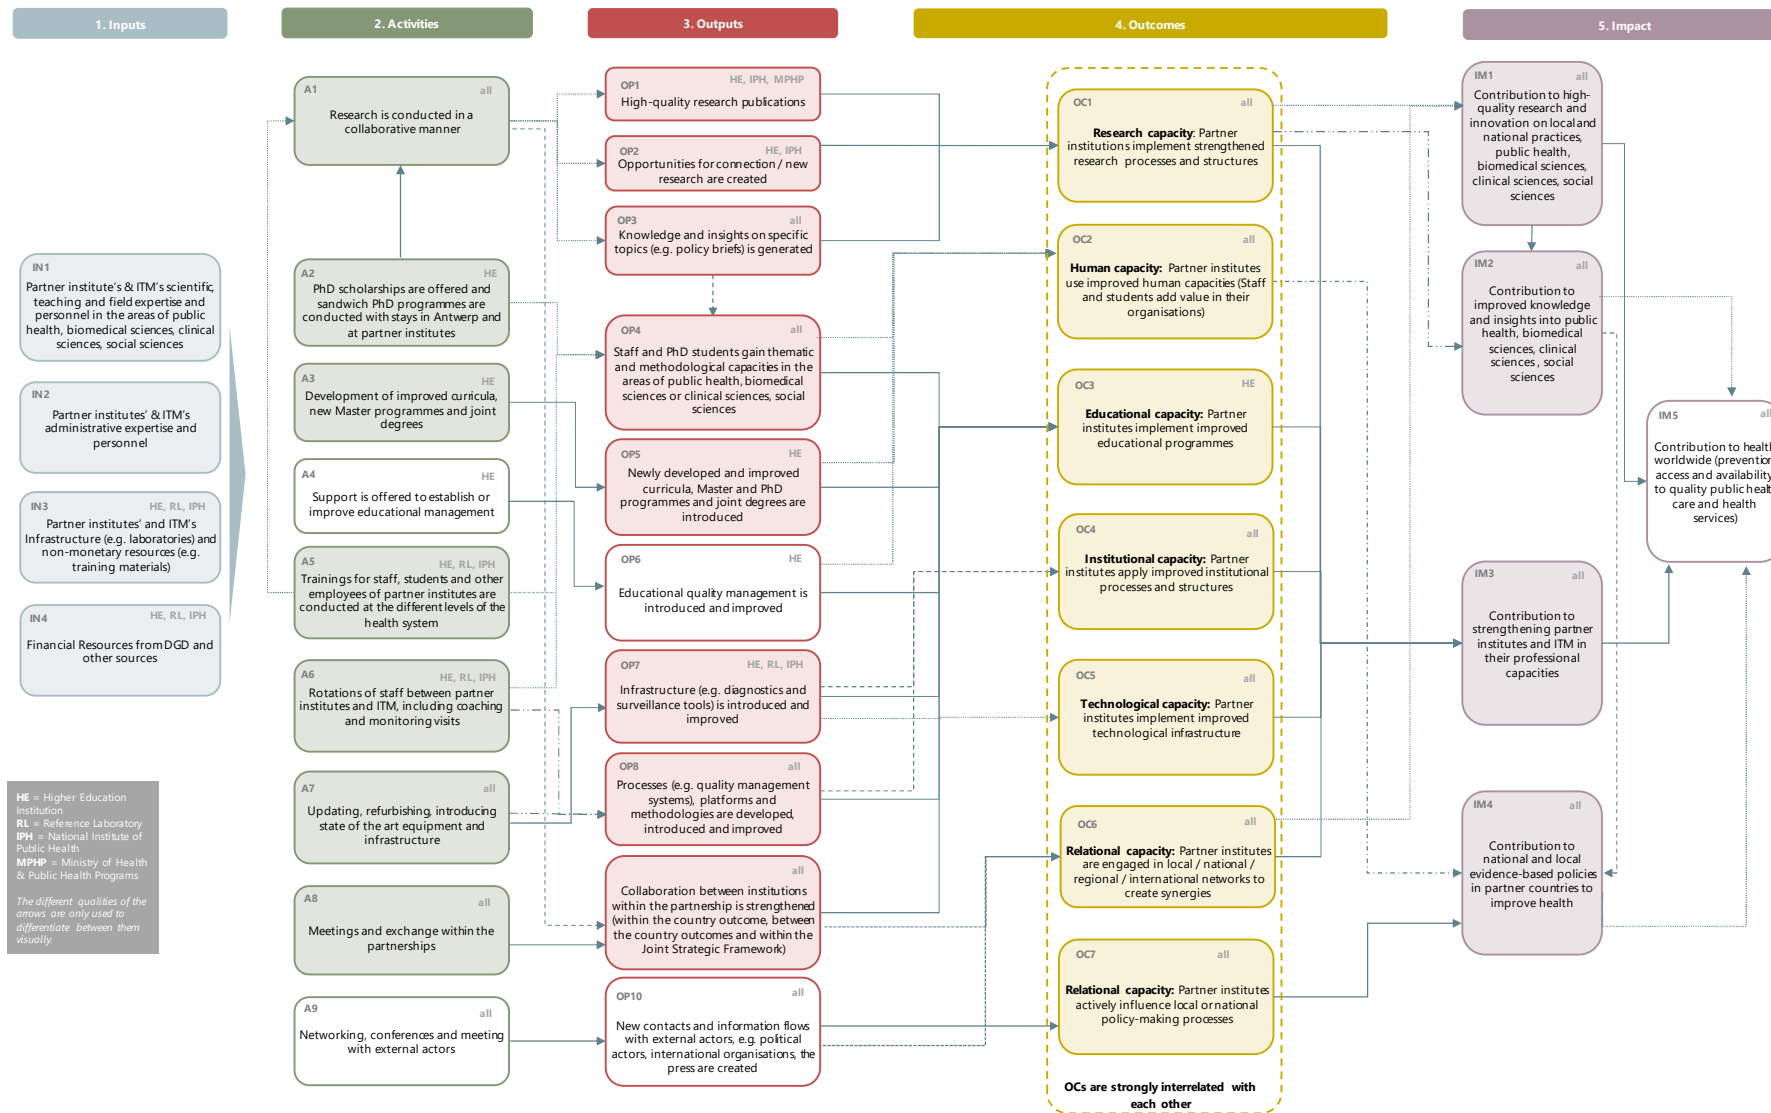 1. Inputs
2. Activities
3. Outputs
4. Outcomes
5. Impact
IN1
Partner institute's & ITM's scientific,
teaching and field expertise and
personnel in the areas of public
health, biomedical sciences, clinical
sciences, social sciences
IN2
Partner institutes' & ITM's
administrative expertise and
personnel
IN3
HE, RL, IPH
Partner institutes' and ITM's
Infrastructure (e.g. laboratories) and
non-monetary resources (e.g.
training materials)
IN4
HE, RL, IPH
Financial Resources from DGD and
other sources
HE = Higher Education
Institution
RL = Reference Laboratory
IPH = National Institute of
Public Health
MPHP = Ministry of Health
& Public Health Programs
The different qualities of the
arrows are only used to
differentiate between them
visually.
A1
all
Research is conducted in a
collaborative manner
A2
HE
PhD scholarships are offered and
sandwich PhD programmes are
conducted with stays in Antwerp and
at partner institutes
A3
HE
Development of improved curricula,
new Master programmes and joint
degrees
A4
HE
Support is offered to establish or
improve educational management
A5
HE, RL, IPH
Trainings for staff, students and other
employees of partner institutes are
conducted at the different levels of the
health system
A6
HE, RL, IPH
Rotations of staff between partner
institutes and ITM, including coaching
and monitoring visits
A7
all
Updating, refurbishing, introducing
state of the art equipment and
infrastructure
A8
all
Meetings and exchange within the
partnerships
A9
all
Networking, conferences and meeting
with external actors
OP1
HE, IPH, MPHP
High-quality research publications
OP2
HE, IPH
Opportunities for connection / new
research are created
OP3
all
Knowledge and insights on specific
topics (e.g. policy briefs) is generated
OP4
all
Staff and PhD students gain thematic
and methodological capacities in the
areas of public health, biomedical
sciences or clinical sciences, social
sciences
OP5
HE
Newly developed and improved
curricula, Master and PhD
programmes and joint degrees are
introduced
OP6
HE
Educational quality management is
introduced and improved
OP7
HE, RL, IPH
Infrastructure (e.g. diagnostics and
surveillance tools) is introduced and
improved
OP8
all
Processes (e.g. quality management
systems), platforms and
methodologies are developed,
introduced and improved
all
Collaboration between institutions
within the partnership is strengthened
(within the country outcome, between
the country outcomes and within the
Joint Strategic Framework)
OP10
all
New contacts and information flows
with external actors, e.g. political
actors, international organisations, the
press are created
OC1
all
Research capacity: Partner
institutions implement strengthened
research processes and structures
OC2
all
Human capacity: Partner institutes
use improved human capacities (Staff
and students add value in their
organisations)
OC3
HE
Educational capacity: Partner
institutes implement improved
educational programmes
OC4
all
Institutional capacity: Partner
institutes apply improved institutional
processes and structures
OC5
all
Technological capacity: Partner
institutes implement improved
technological infrastructure
OC6
all
Relational capacity: Partner institutes
are engaged in local / national /
regional / international networks to
create synergies
OC7
all
Relational capacity: Partner institutes
actively influence local or national
policy-making processes
OCs are strongly interrelated with
each other
IM1
all
Contribution to high-
quality research and
innovation on local and
national practices,
public health,
biomedical sciences,
clinical sciences, social
sciences
IM2
all
Contribution to
improved knowledge
and insights into public
health, biomedical
sciences, clinical
sciences, social
sciences
IM3
all
Contribution to
strengthening partner
institutes and ITM in
their professional
capacities
IM4
all
Contribution to
national and local
evidence-based policies
in partner countries to
improve health
IM5
all
Contribution to health
worldwide (prevention,
access and availability
to quality public health
care and health
services)